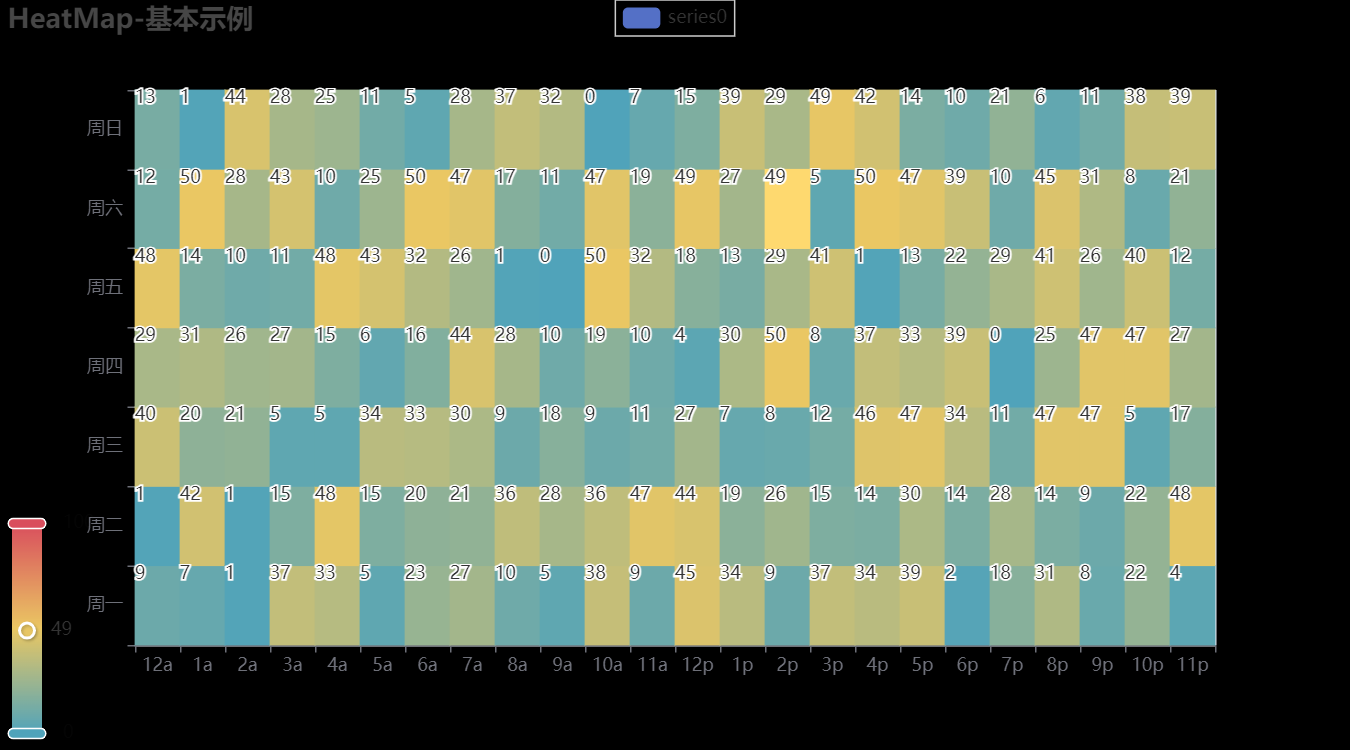 HeatMap-基本示例
series0
周日 13 1 44 28 25 11 5 28 37 32 0 7 15 39 29 49 42 14 10 21 6 11 38 39
周六 12 50 28 43 10 25 50 47 17 11 47 19 49 27 49 5 50 47 39 10 45 31 8 21
周五 48 14 10 11 48 43 32 26 1 0 50 32 18 13 29 41 1 13 22 29 41 26 40 12
周四 29 31 26 27 15 6 16 44 28 10 19 10 4 30 50 8 37 33 39 0 25 47 47 27
周三 40 20 21 5 5 34 33 30 9 18 9 11 27 7 8 12 46 47 34 11 47 47 5 17
周二 1 42 1 15 48 15 20 21 36 28 36 47 44 19 26 15 14 30 14 28 14 9 22 48
周一 9 7 1 37 33 5 23 27 10 5 38 9 45 34 9 37 34 39 2 18 31 8 22 4
12a 1a 2a 3a 4a 5a 6a 7a 8a 9a 10a 11a 12p 1p 2p 3p 4p 5p 6p 7p 8p 9p 10p 11p
49
0